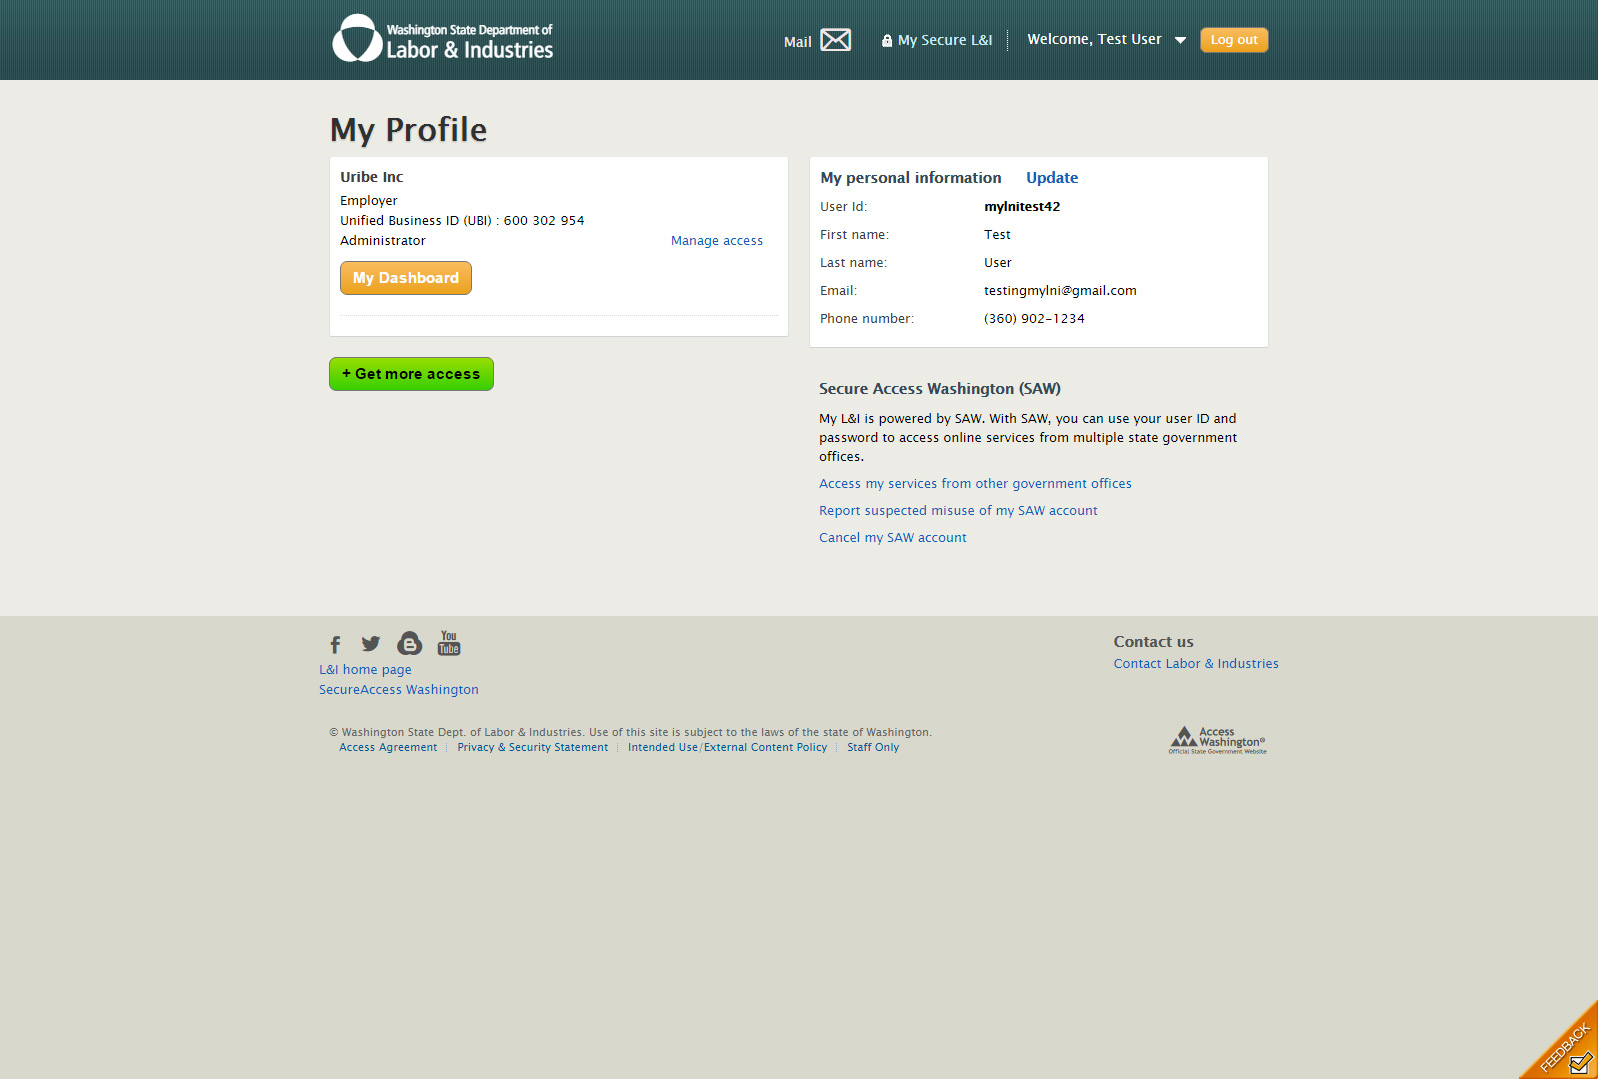 Washington State Department of
Labor & Industries
Mail
My Secure L&I
Welcome, Test User
Log out
My Profile
Uribe Inc
Employer
Unified Business ID (UBI) : 600 302 954
Administrator
Manage access
My Dashboard
+ Get more access
My personal information Update
User Id: mylnitest42
First name: Test
Last name: User
Email: testingmylni@gmail.com
Phone number: (360) 902-1234
Secure Access Washington (SAW)
My L&I is powered by SAW. With SAW, you can use your user ID and
password to access online services from multiple state government
offices.
Access my services from other government offices
Report suspected misuse of my SAW account
Cancel my SAW account
You
Tube
L&I home page
SecureAccess Washington
Contact us
Contact Labor & Industries
© Washington State Dept. of Labor & Industries. Use of this site is subject to the laws of the state of Washington.
Access Agreement Privacy & Security Statement Intended Use/External Content Policy Staff Only
Access
Washington®
Official State Government Website
FEEDBACK